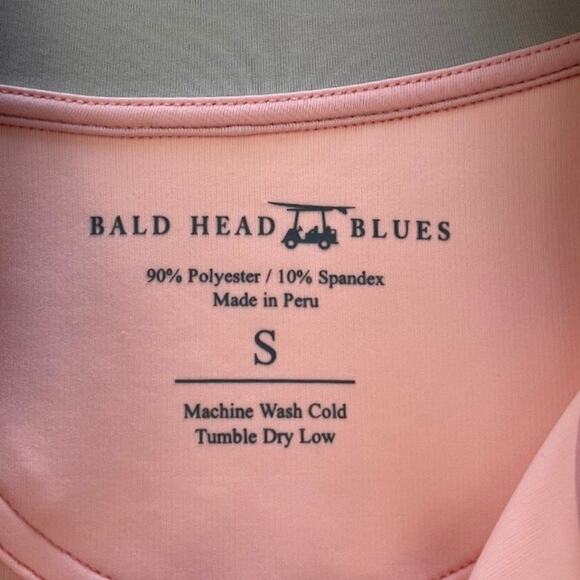 BALD HEAD BLUES
90% Polyester / 10% Spandex
Made in Peru
S
Machine Wash Cold
Tumble Dry Low